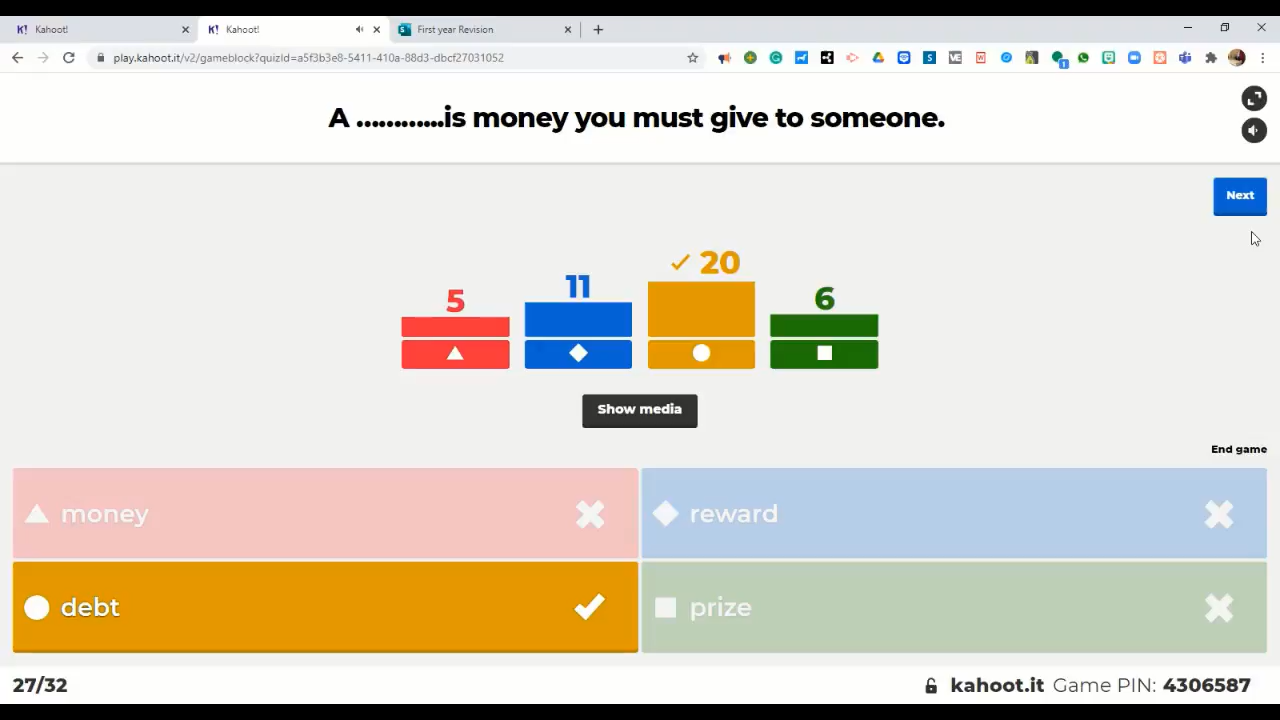 Kahoot!
Kahoot!
First year Revision
play.kahoot.it/v2/gameblock?quizId=a5f3b3e8-5411-410a-88d3-dbcf27031052
A ............is money you must give to someone.
Next
5
11
20
6
Show media
End game
money
reward
debt
prize
27/32
kahoot.it Game PIN: 4306587